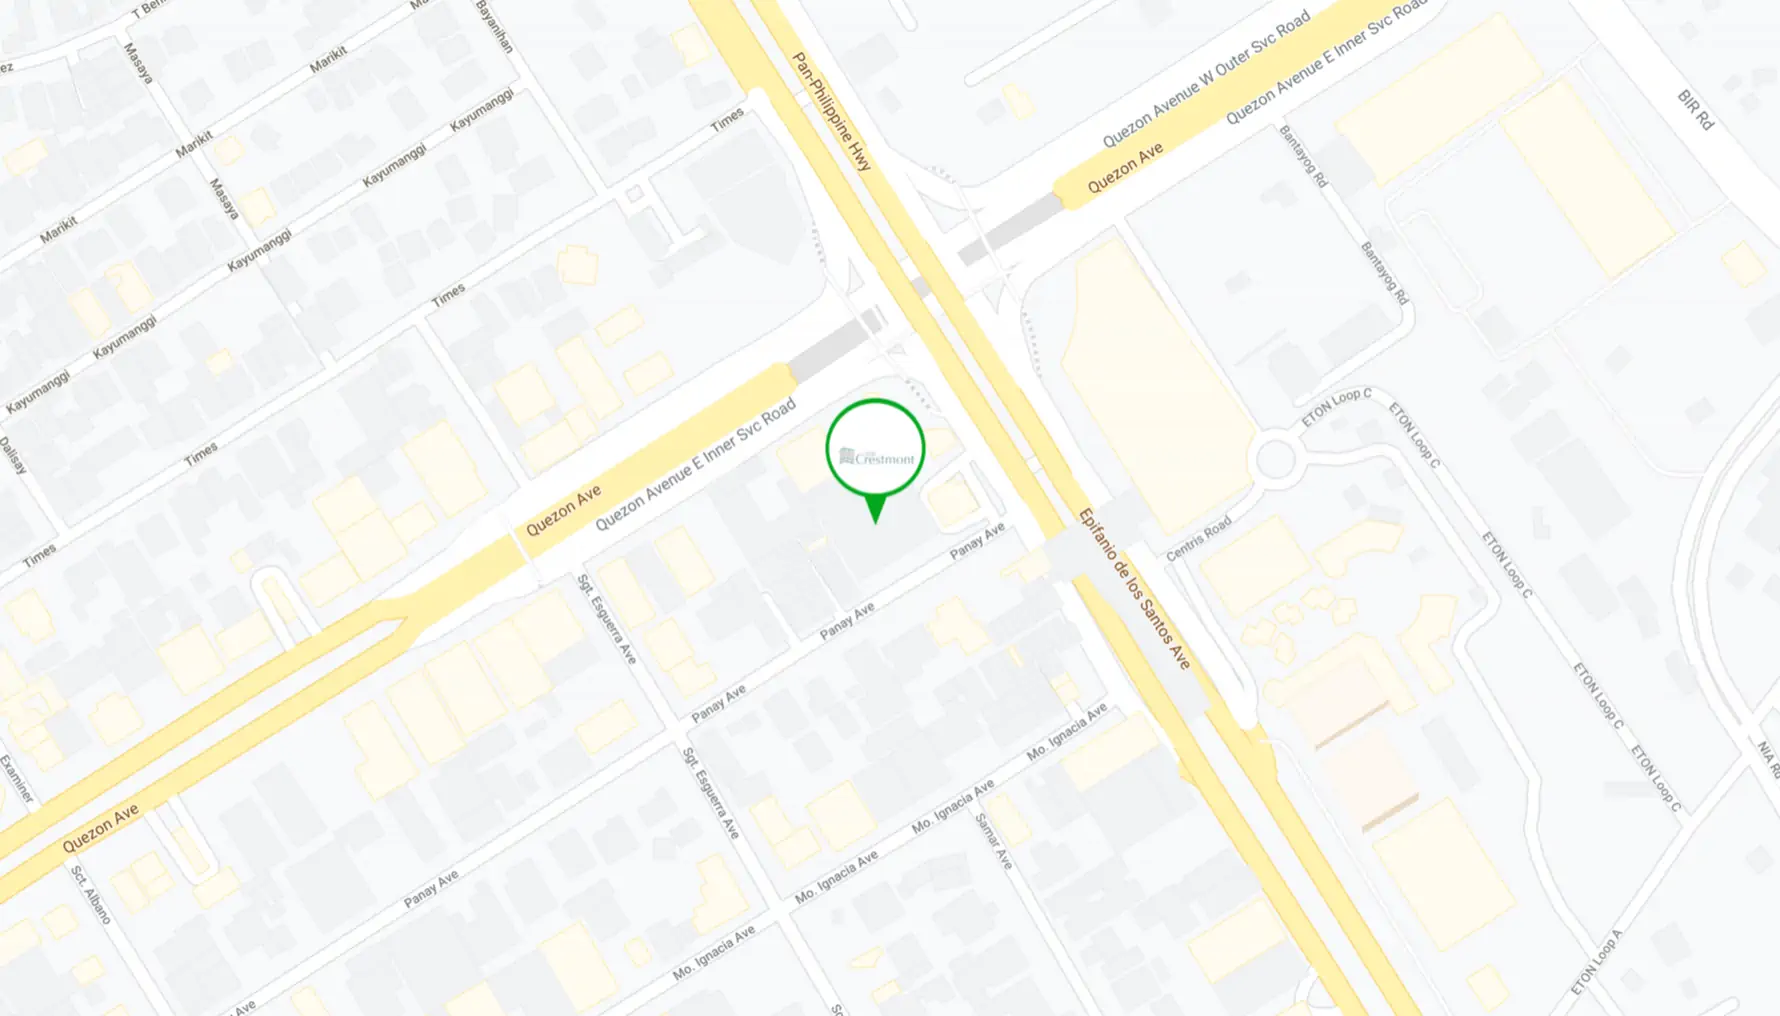 T Ben
Masaya
Marikit
Ma
Bayanihan
Pan-Philippine Hwy
Quezon Avenue W Outer Svc Road
Quezon Avenue E Inner Svc Road
BIR Rd
ez
Marikit
Kayumanggi
Times
Quezon Ave
Bantayog Rd
Masaya
Kayumanggi
Marikit
Kayumanggi
Times
Bantayog Rd
Kayumanggi
Kayumanggi
ETON Loop C
ETON Loop C
Quezon Avenue E Inner Svc Road
Crestmont
Dalisay
Times
Quezon Ave
Times
Panay Ave
Centris Road
Epifanio de los Santos Ave
ETON Loop C
Sgt. Esguerra Ave
Panay Ave
Panay Ave
Mo. Ignacia Ave
ETON Loop C
Examiner
Quezon Ave
Sgt. Esguerra Ave
Mo. Ignacia Ave
Samar Ave
ETON Loop C
NIA Rd
Sct. Albano
Panay Ave
Mo. Ignacia Ave
Mo. Ignacia Ave
ETON Loop A
Ave